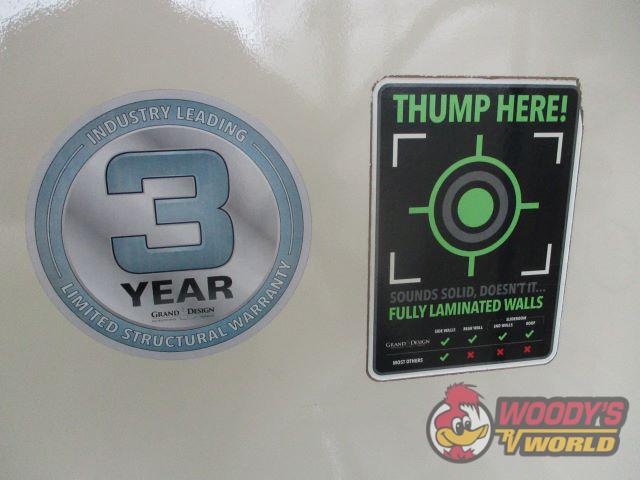 INDUSTRY LEADING
3
YEAR
GRAND DESIGN
LIMITED STRUCTURAL WARRANTY
THUMP HERE!
SOUNDS SOLID, DOESN'T IT...
FULLY LAMINATED WALLS
SIDE WALLS REAR WALL SLIDEROOM END WALLS ROOF
GRAND DESIGN ✓ ✓ ✓ ✓
MOST OTHERS ✓ ✗ ✗ ✗
WOODY'S
RV WORLD